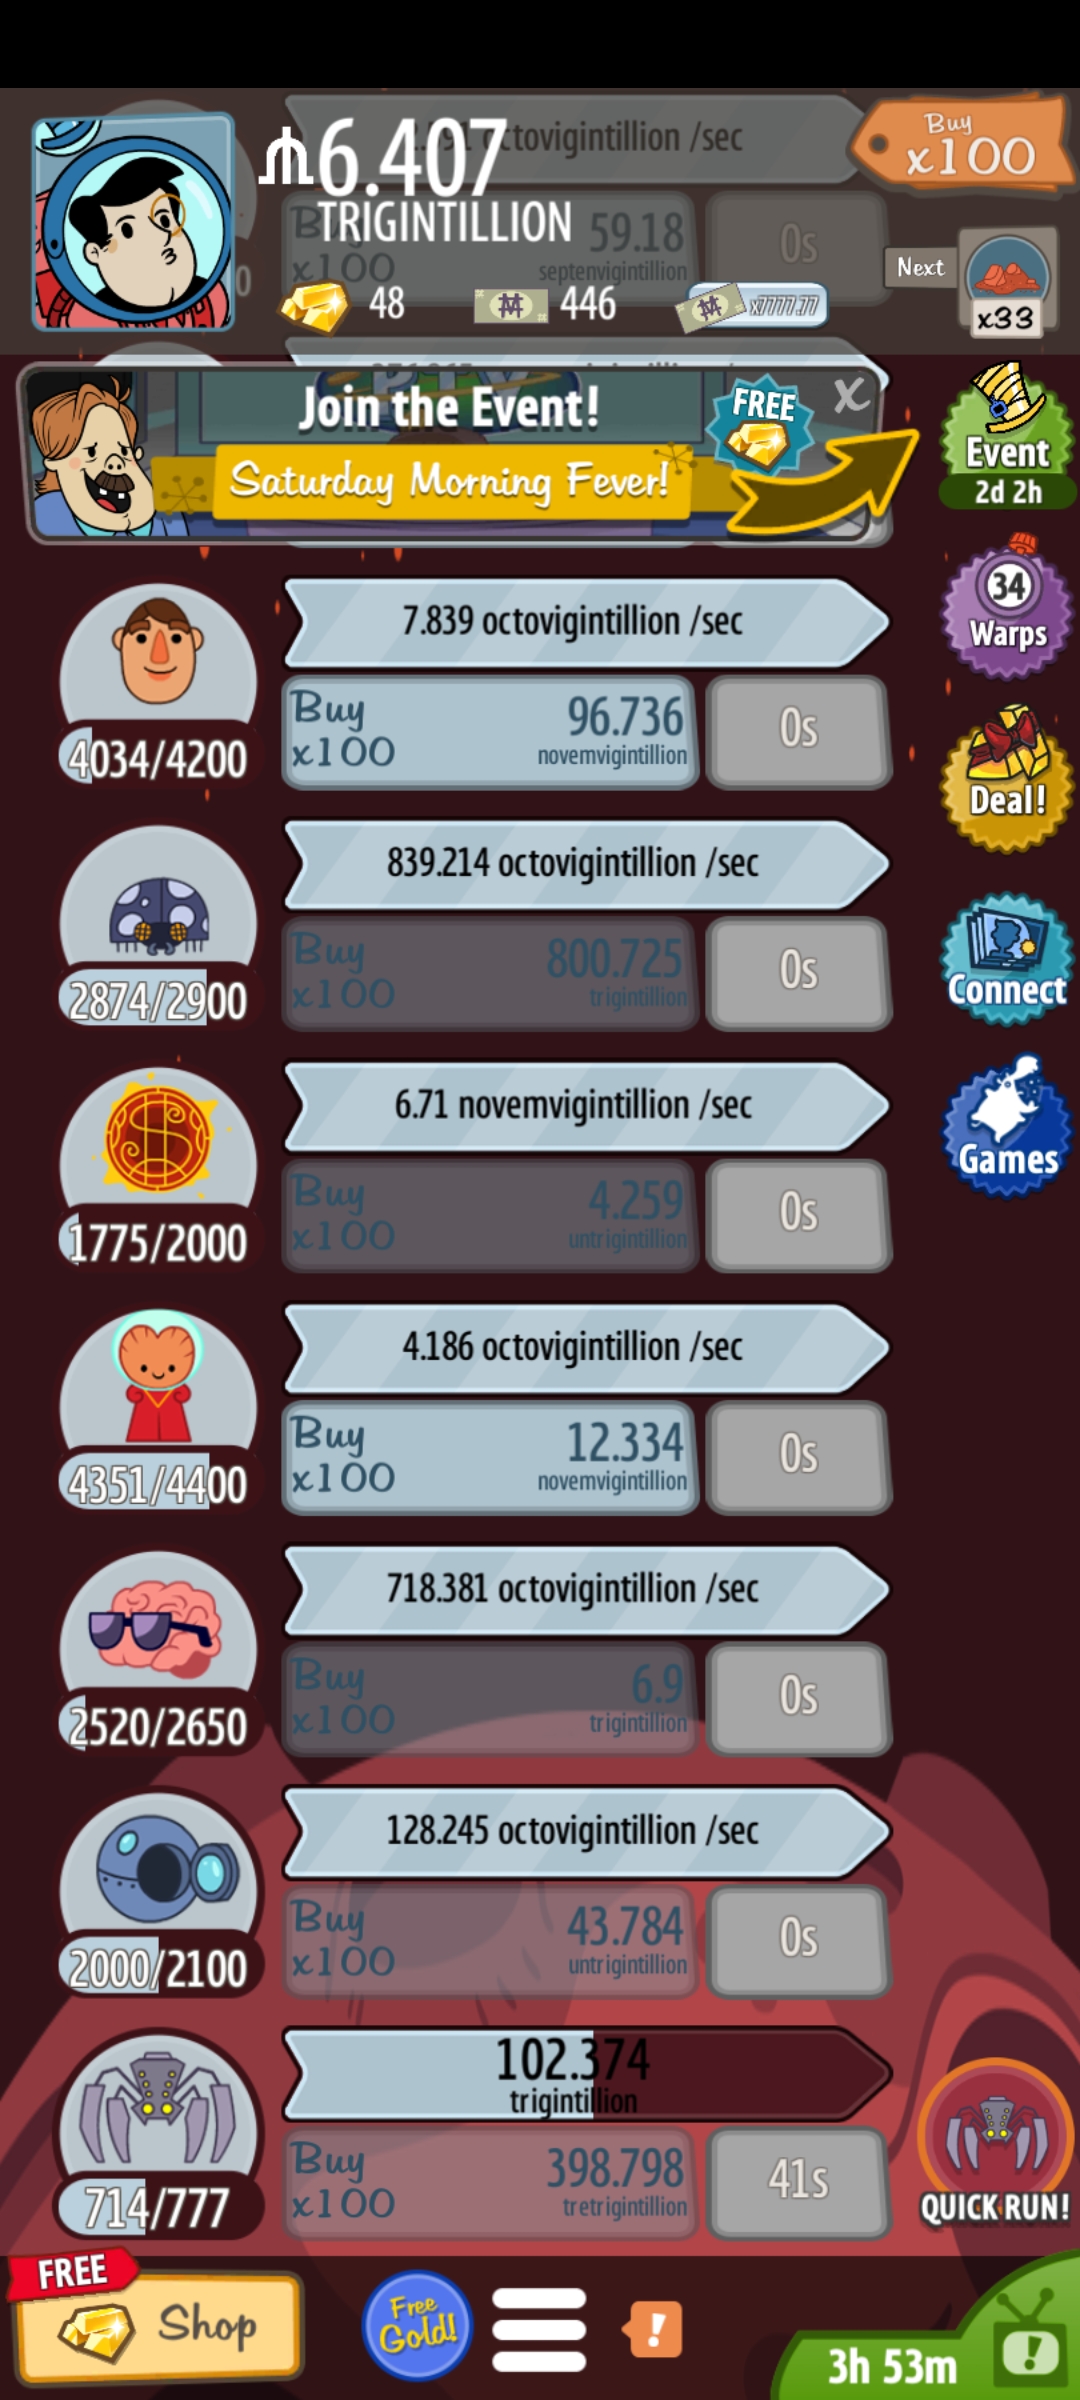 6.407
TRIGINTILLION
octovigintillion /sec
Buy
x100
Buy
x100
59.18
septenvigintillion
0s
48
446
x7777.77
Next
x33
Join the Event!
FREE
X
Saturday Morning Fever!
Event
2d 2h
7.839 octovigintillion /sec
4034/4200
Buy
x100
96.736
novemvigintillion
0s
34
Warps
Deal!
839.214 octovigintillion /sec
2874/2900
Buy
x100
800.725
trigintillion
0s
Connect
6.71 novemvigintillion /sec
1775/2000
Buy
x100
4.259
untrigintillion
0s
Games
4.186 octovigintillion /sec
4351/4400
Buy
x100
12.334
novemvigintillion
0s
718.381 octovigintillion /sec
2520/2650
Buy
x100
6.9
trigintillion
0s
128.245 octovigintillion /sec
2000/2100
Buy
x100
43.784
untrigintillion
0s
102.374
trigintillion
714/777
Buy
x100
398.798
tretrigintillion
41s
QUICK RUN!
FREE
Shop
Free
Gold!
!
3h 53m
!